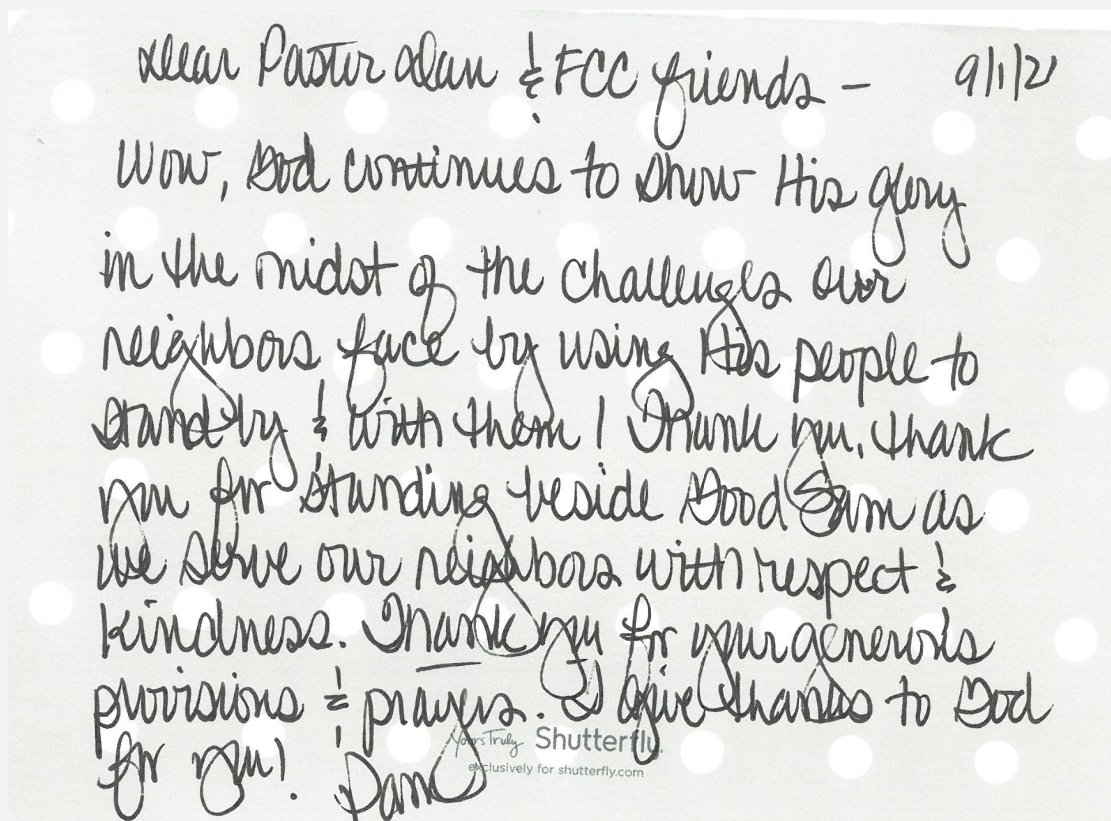 Dear Pastor Dan & FCC friends – 9/1/21
Wow, God continues to show His glory
in the midst of the challenges our
neighbors face by using His people to
stand by & with them! Thank you, thank
you for standing beside Good Sam as
we serve our neighbors with respect &
kindness. Thank you for your generous
provisions & prayers. I give thanks to God
for you! Pam
Yours Truly Shutterfly.
exclusively for shutterfly.com